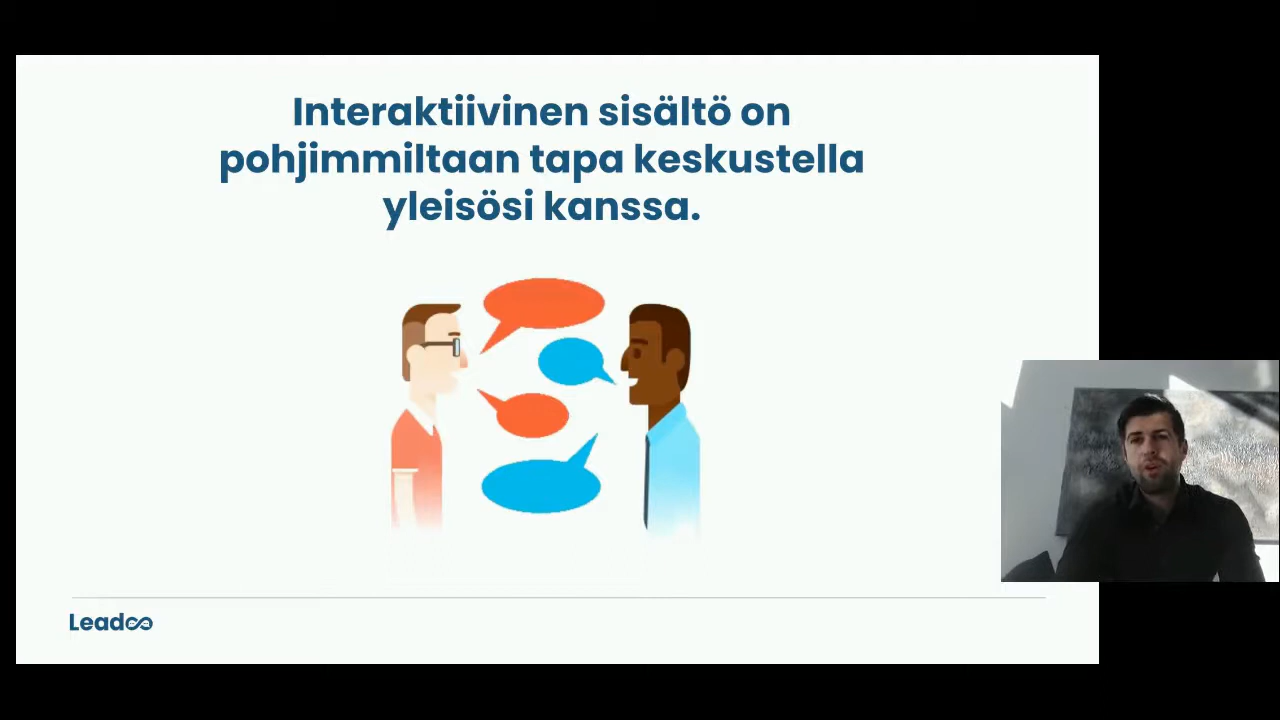 Interaktiivinen sisältö on
pohjimmiltaan tapa keskustella
yleisösi kanssa.
Leadoo